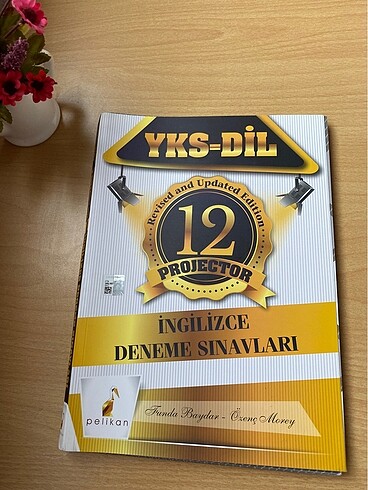 YKS=DİL
Revised and Updated Edition
12
PROJECTOR
İNGİLİZCE
DENEME SINAVLARI
Funda Baydar - Özenç Morey
pelikan